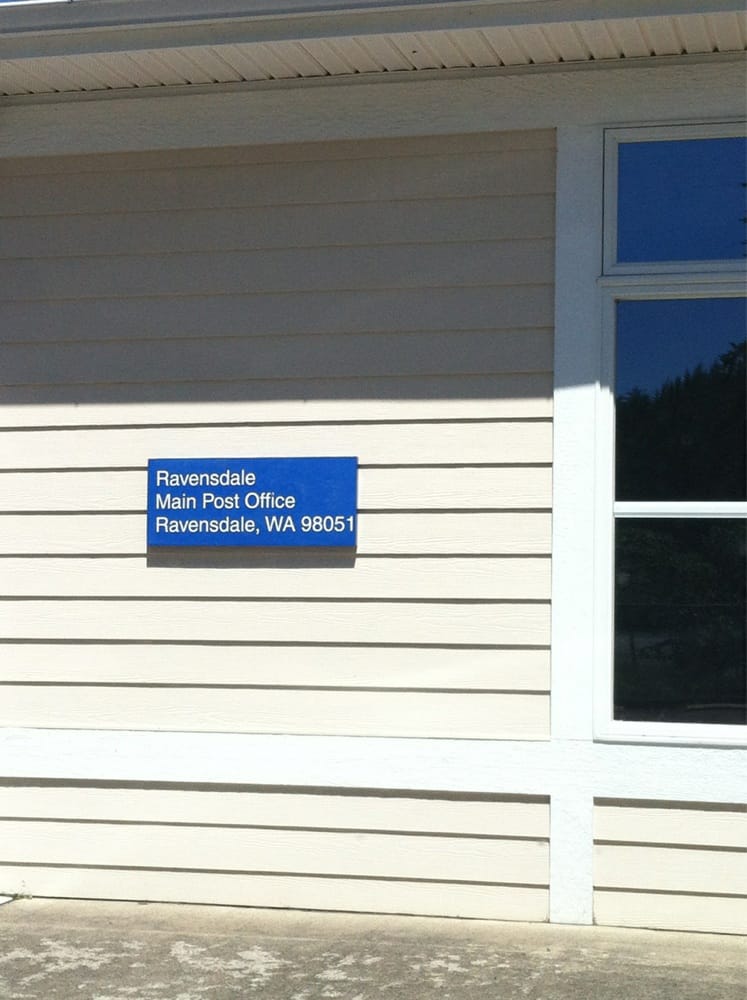 Ravensdale
Main Post Office
Ravensdale, WA 98051